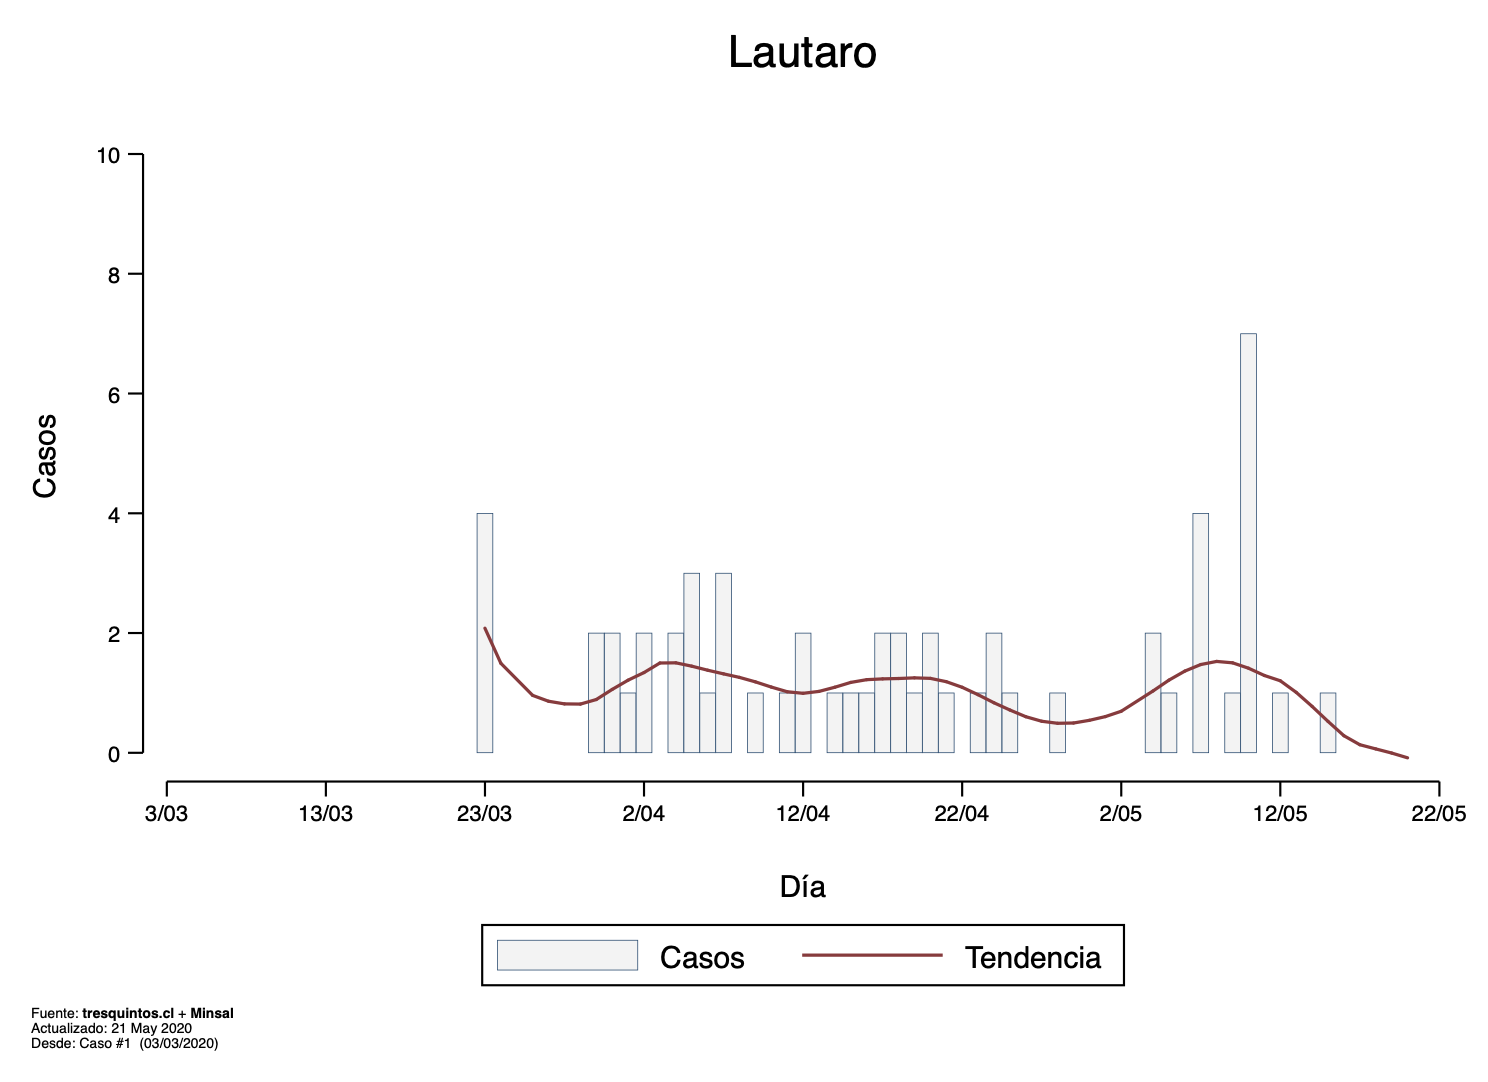 Lautaro
10
8
6
4
2
0
Casos
3/03 13/03 23/03 2/04 12/04 22/04 2/05 12/05 22/05
Día
Casos Tendencia
Fuente: tresquintos.cl + Minsal
Actualizado: 21 May 2020
Desde: Caso #1 (03/03/2020)